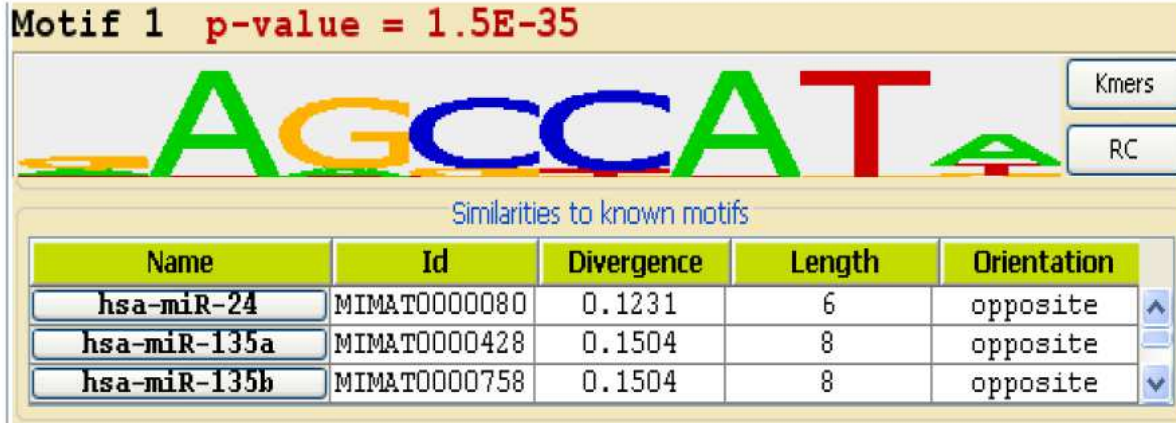 Motif 1 p-value = 1.5E-35
AGCCATA
Kmers
RC
Similarities to known motifs
Name Id Divergence Length Orientation
hsa-miR-24 MIMAT0000080 0.1231 6 opposite
hsa-miR-135a MIMAT0000428 0.1504 8 opposite
hsa-miR-135b MIMAT0000758 0.1504 8 opposite